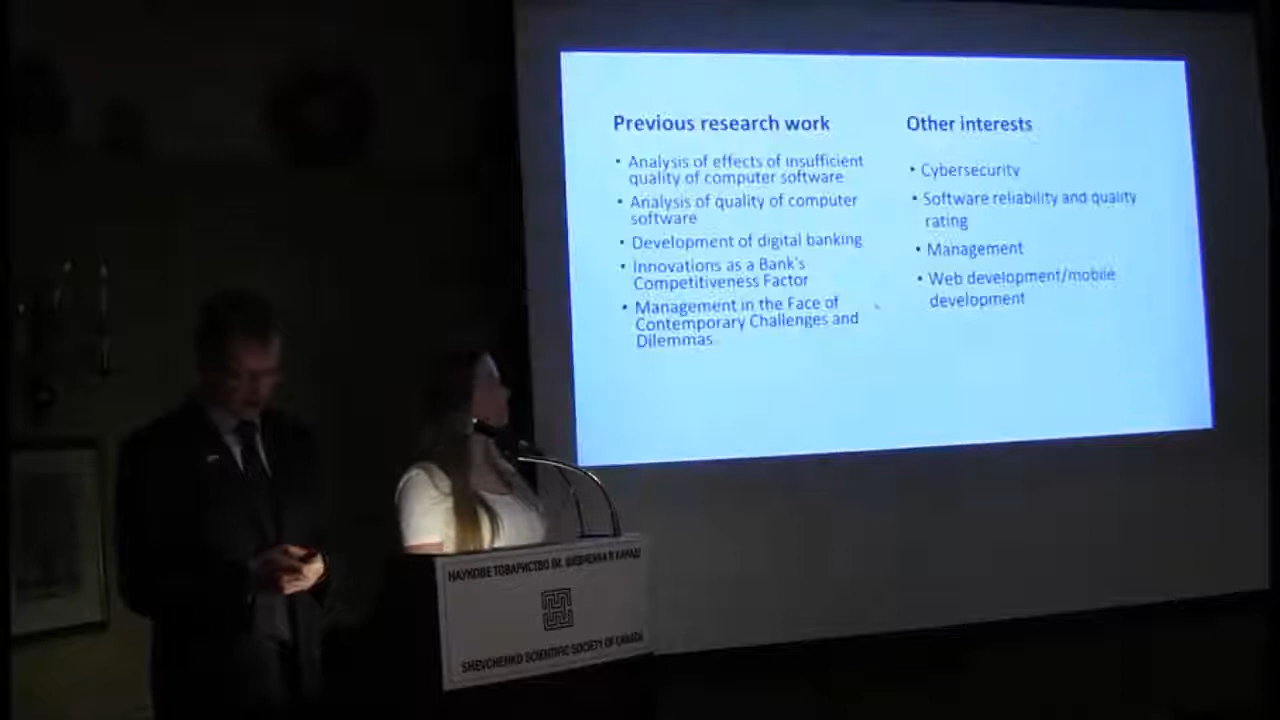 Previous research work
• Analysis of effects of insufficient
quality of computer software
• Analysis of quality of computer
software
• Development of digital banking
• Innovations as a Bank's
Competitiveness Factor
• Management in the Face of
Contemporary Challenges and
Dilemmas
Other interests
• Cybersecurity
• Software reliability and quality
rating
• Management
• Web development/mobile
development
НАУКОВЕ ТОВАРИСТВО ІМ. ШЕВЧЕНКА В КАНАДІ
SHEVCHENKO SCIENTIFIC SOCIETY OF CANADA